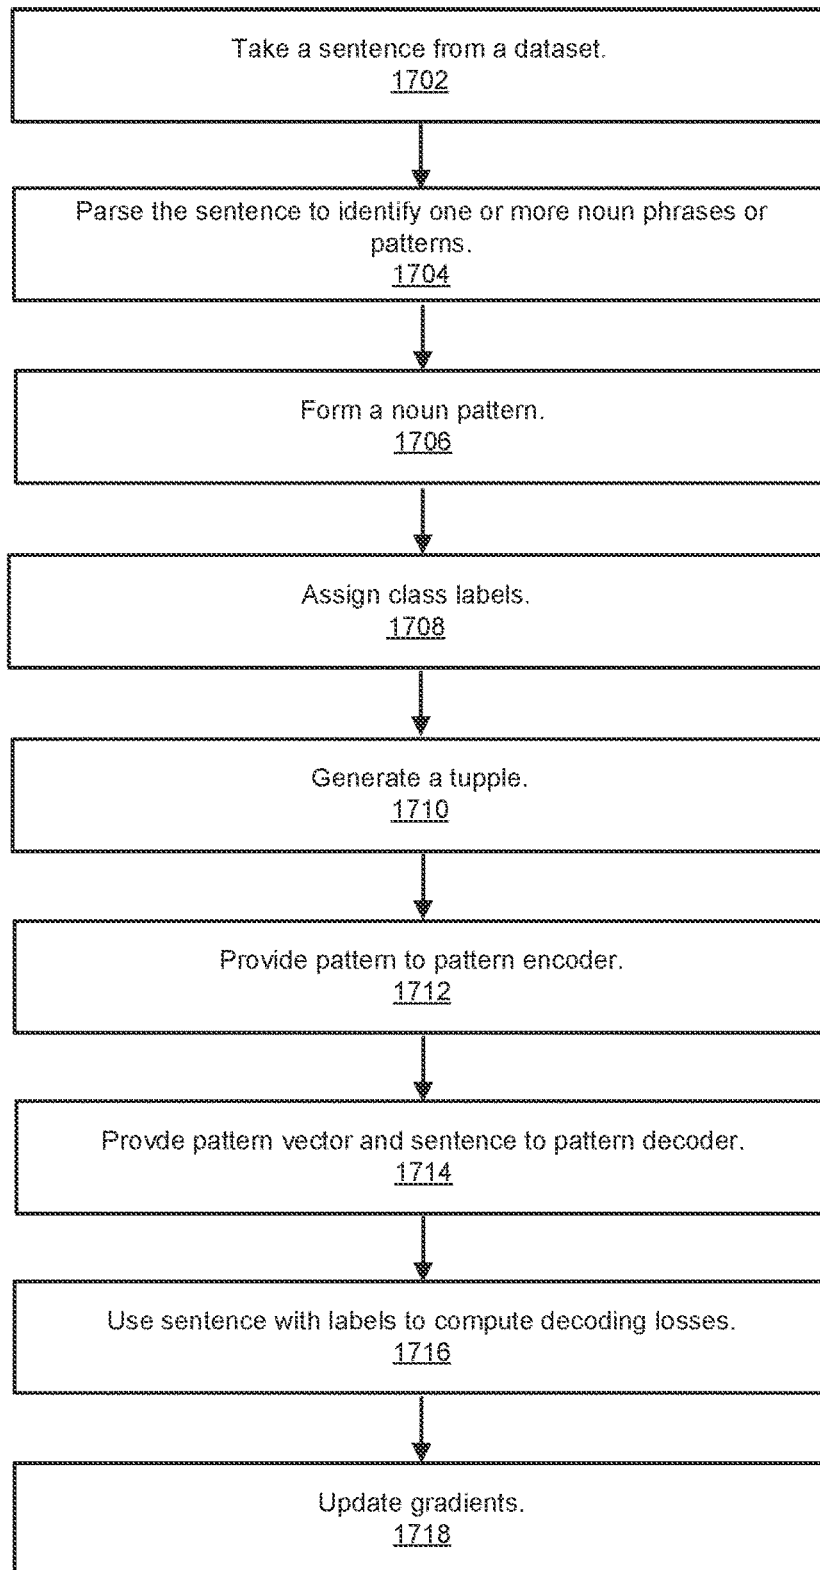 Take a sentence from a dataset.
1702
Parse the sentence to identify one or more noun phrases or
patterns.
1704
Form a noun pattern.
1706
Assign class labels.
1708
Generate a tupple.
1710
Provide pattern to pattern encoder.
1712
Provde pattern vector and sentence to pattern decoder.
1714
Use sentence with labels to compute decoding losses.
1716
Update gradients.
1718